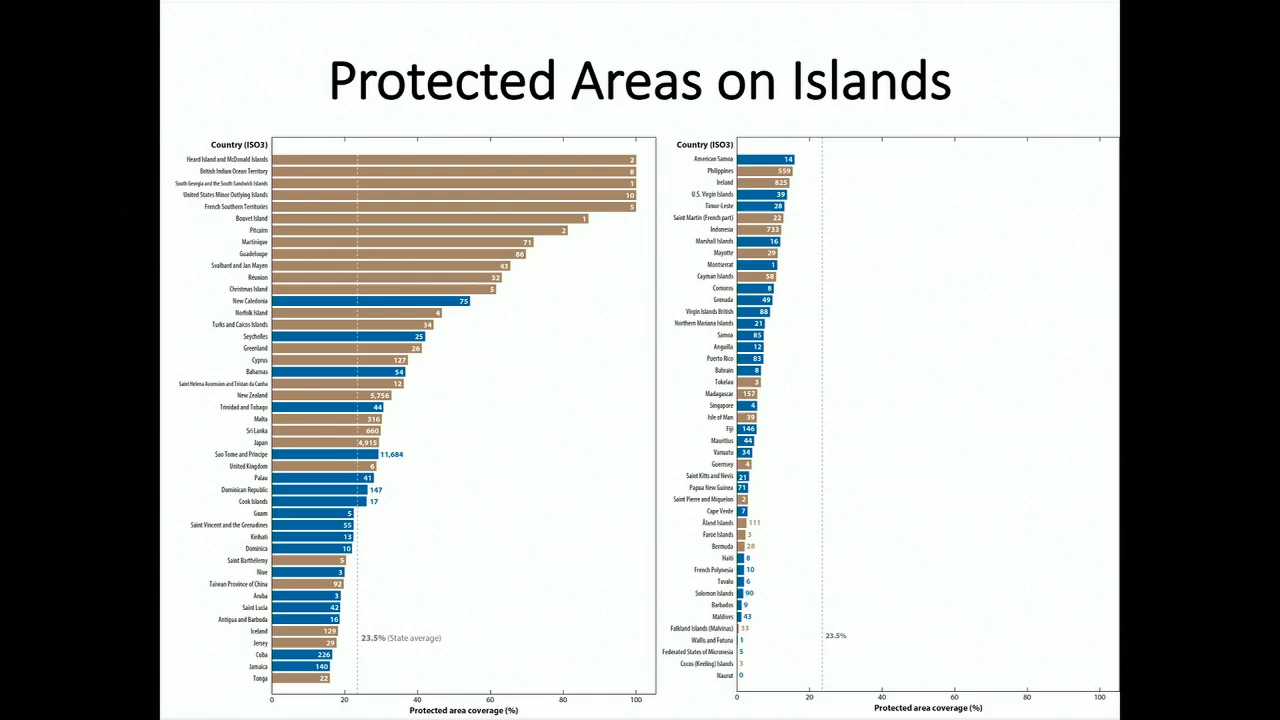 Protected Areas on Islands
Country (ISO3)
Heard Island and McDonald Islands 2
British Indian Ocean Territory 8
South Georgia and the South Sandwich Islands 1
United States Minor Outlying Islands 10
French Southern Territories 5
Bouvet Island 1
Pitcairn 2
Martinique 71
Guadeloupe 86
Svalbard and Jan Mayen 43
Réunion 32
Christmas Island 5
New Caledonia 75
Norfolk Island 4
Turks and Caicos Islands 34
Seychelles 25
Greenland 26
Cyprus 127
Bahamas 54
Saint Helena Ascension and Tristan da Cunha 12
New Zealand 5,756
Trinidad and Tobago 44
Malta 316
Sri Lanka 660
Japan 4,915
Sao Tome and Principe 11,684
United Kingdom 6
Palau 41
Dominican Republic 147
Cook Islands 17
Guam 5
Saint Vincent and the Grenadines 55
Kiribati 13
Dominica 10
Saint Barthélemy 5
Niue 3
Taiwan Province of China 92
Aruba 3
Saint Lucia 42
Antigua and Barbuda 16
Iceland 129
23.5% (State average)
Jersey 29
Cuba 226
Jamaica 140
Tonga 22
0 20 40 60 80 100
Protected area coverage (%)
Country (ISO3)
American Samoa 14
Philippines 559
Ireland 825
U.S. Virgin Islands 39
Timor-Leste 28
Saint Martin (French part) 22
Indonesia 733
Marshall Islands 16
Mayotte 29
Montserrat 1
Cayman Islands 58
Comoros 8
Grenada 49
Virgin Islands British 88
Northern Mariana Islands 21
Samoa 85
Anguilla 12
Puerto Rico 83
Bahrain 8
Tokelau 3
Madagascar 157
Singapore 4
Isle of Man 39
Fiji 146
Mauritius 44
Vanuatu 34
Guernsey 4
Saint Kitts and Nevis 21
Papua New Guinea 71
Saint Pierre and Miquelon 2
Cape Verde 7
Åland Islands 111
Faroe Islands 3
Bermuda 28
Haiti 8
French Polynesia 10
Tuvalu 6
Solomon Islands 90
Barbados 9
Maldives 43
Falkland Islands (Malvinas) 33
23.5%
Wallis and Futuna 1
Federated States of Micronesia 5
Cocos (Keeling) Islands 3
Naurut 0
0 20 40 60 80 100
Protected area coverage (%)